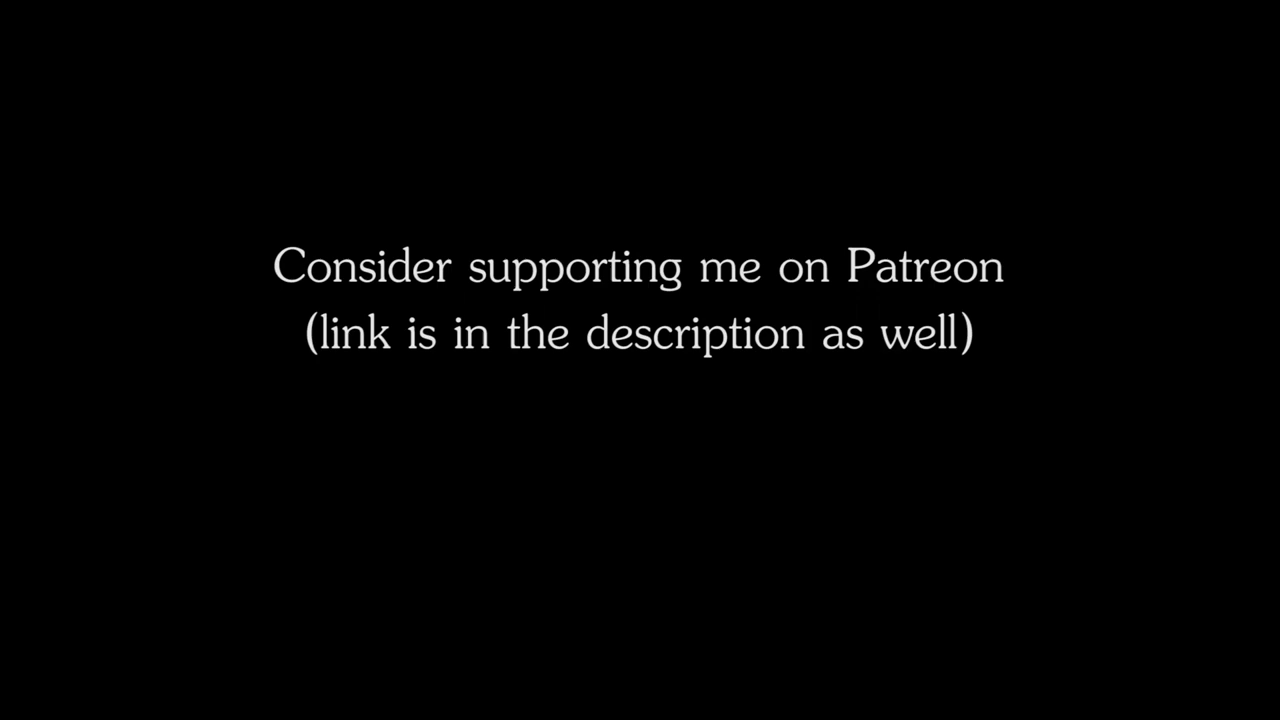 Consider supporting me on Patreon
(link is in the description as well)